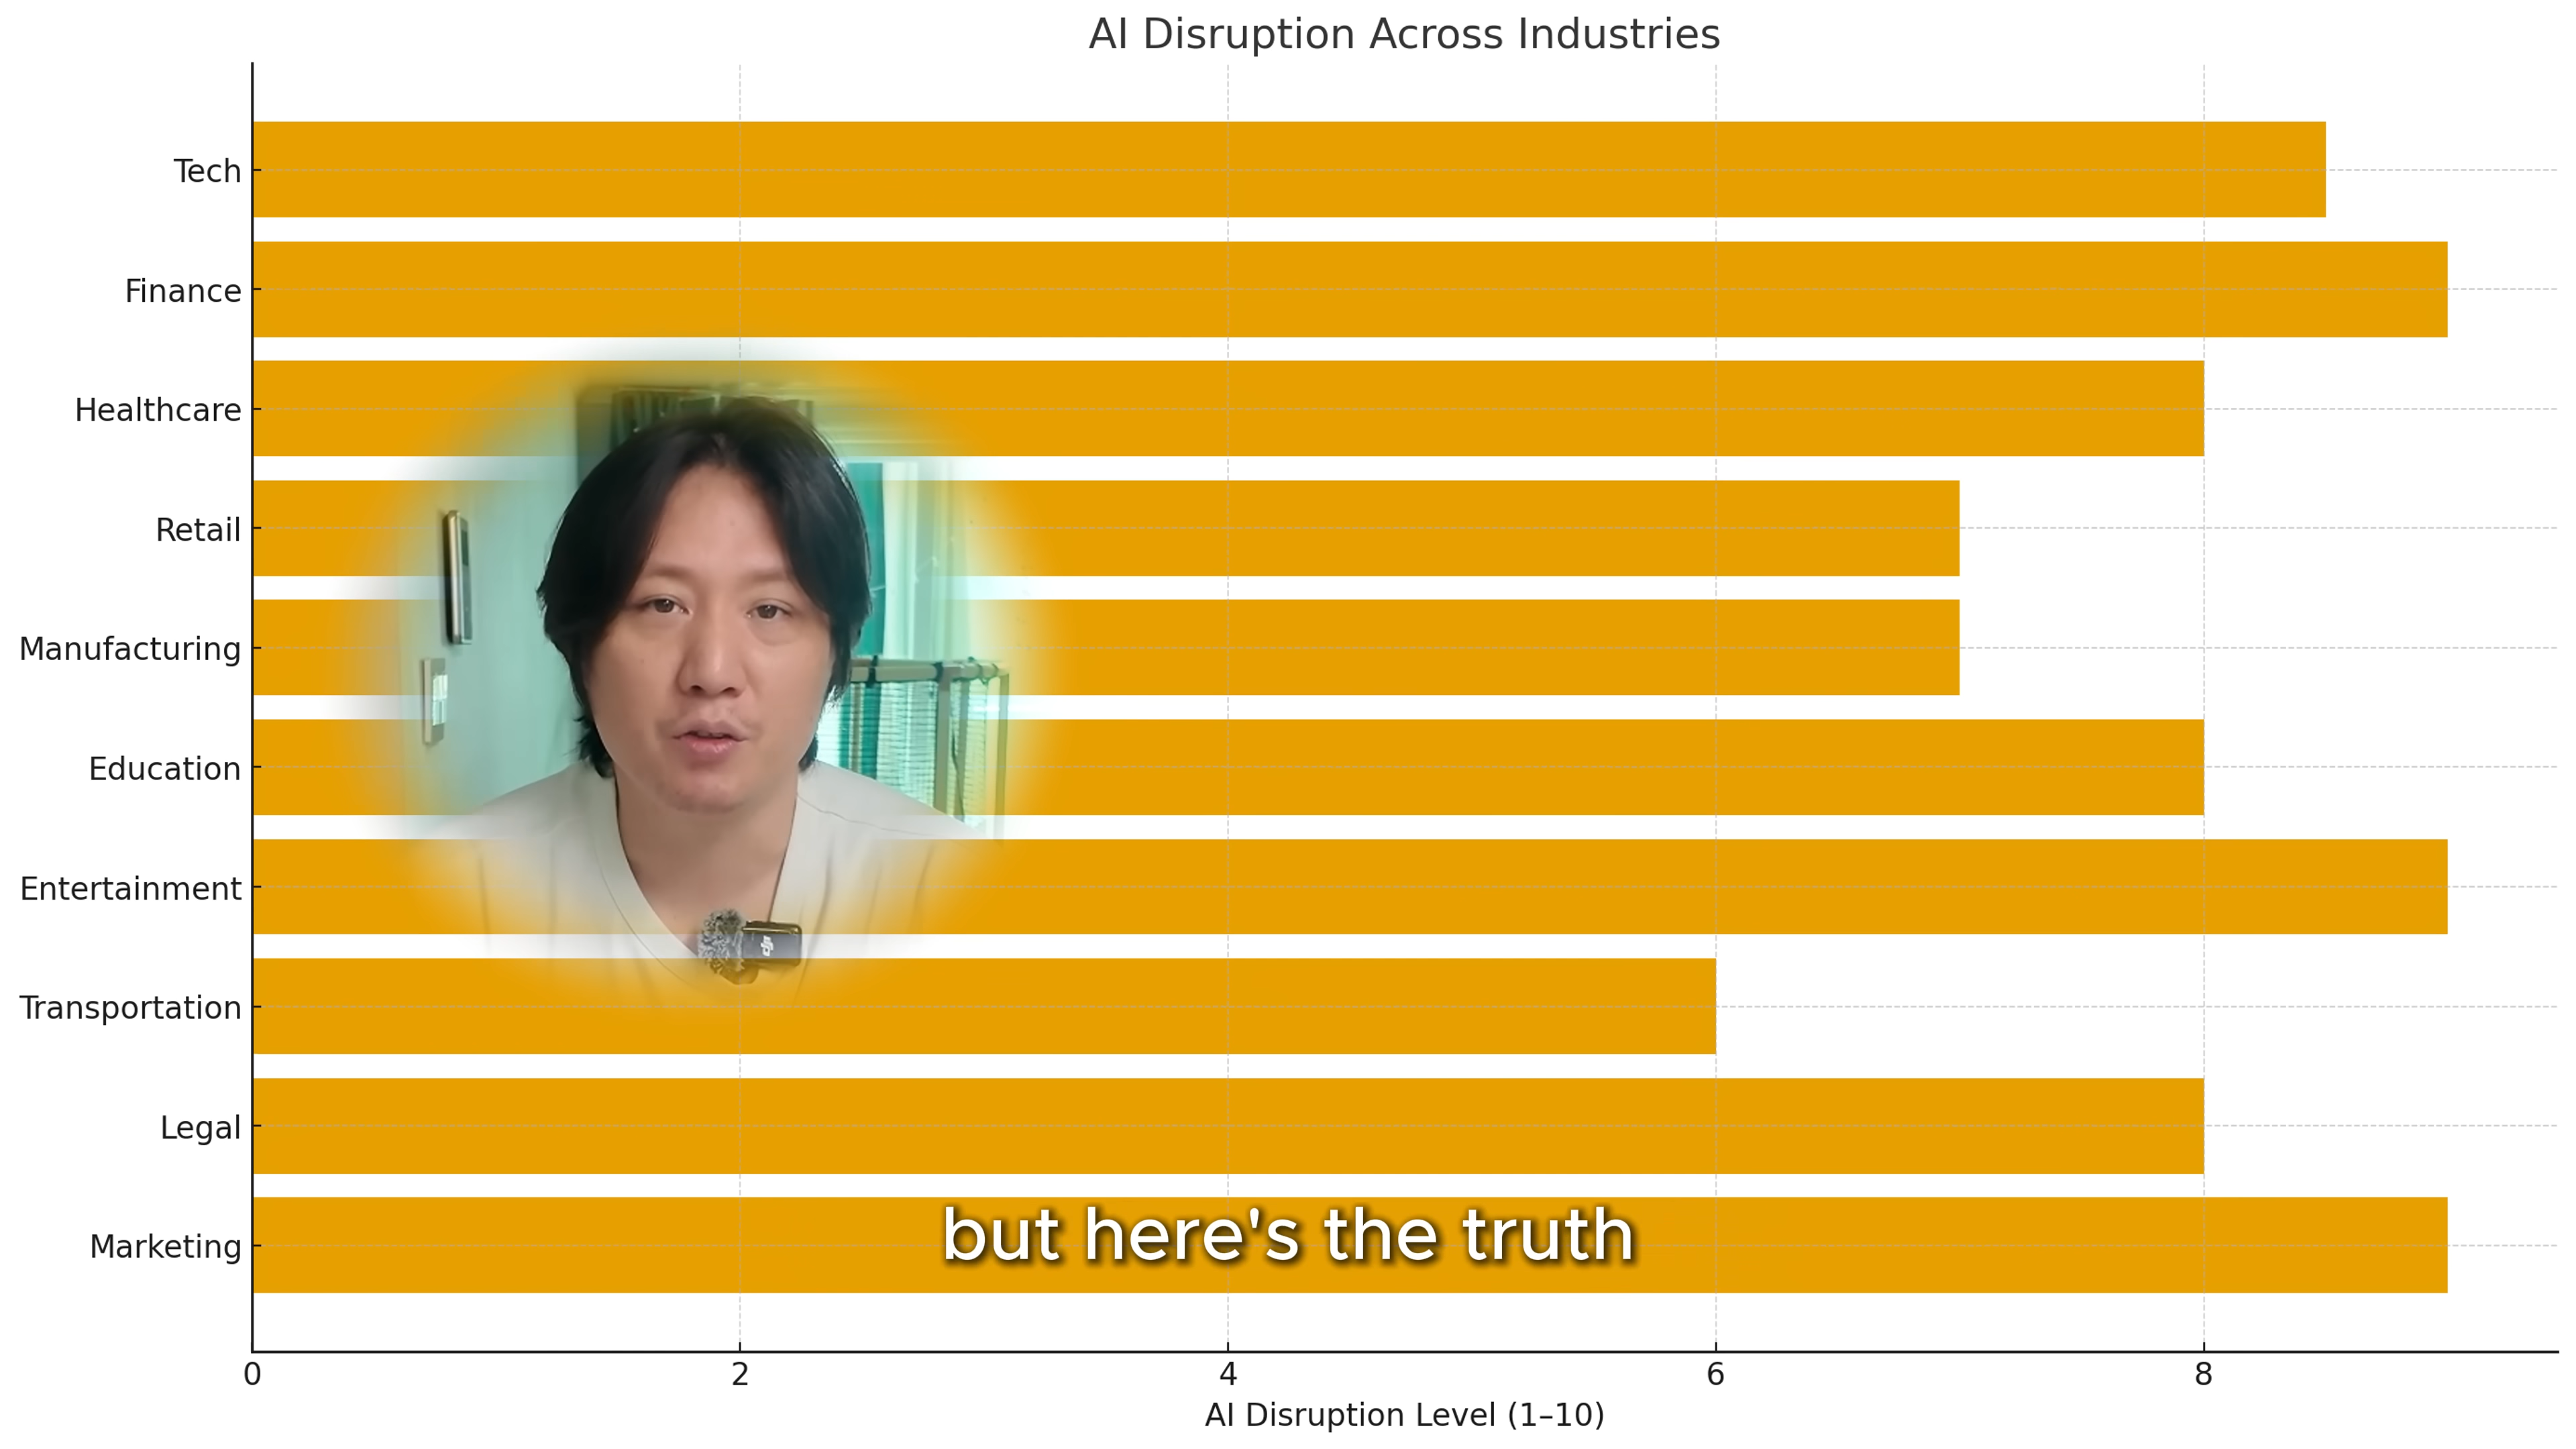 AI Disruption Across Industries
Tech
Finance
Healthcare
Retail
Manufacturing
Education
Entertainment
Transportation
Legal
Marketing
but here's the truth
0 2 4 6 8
AI Disruption Level (1–10)
dji